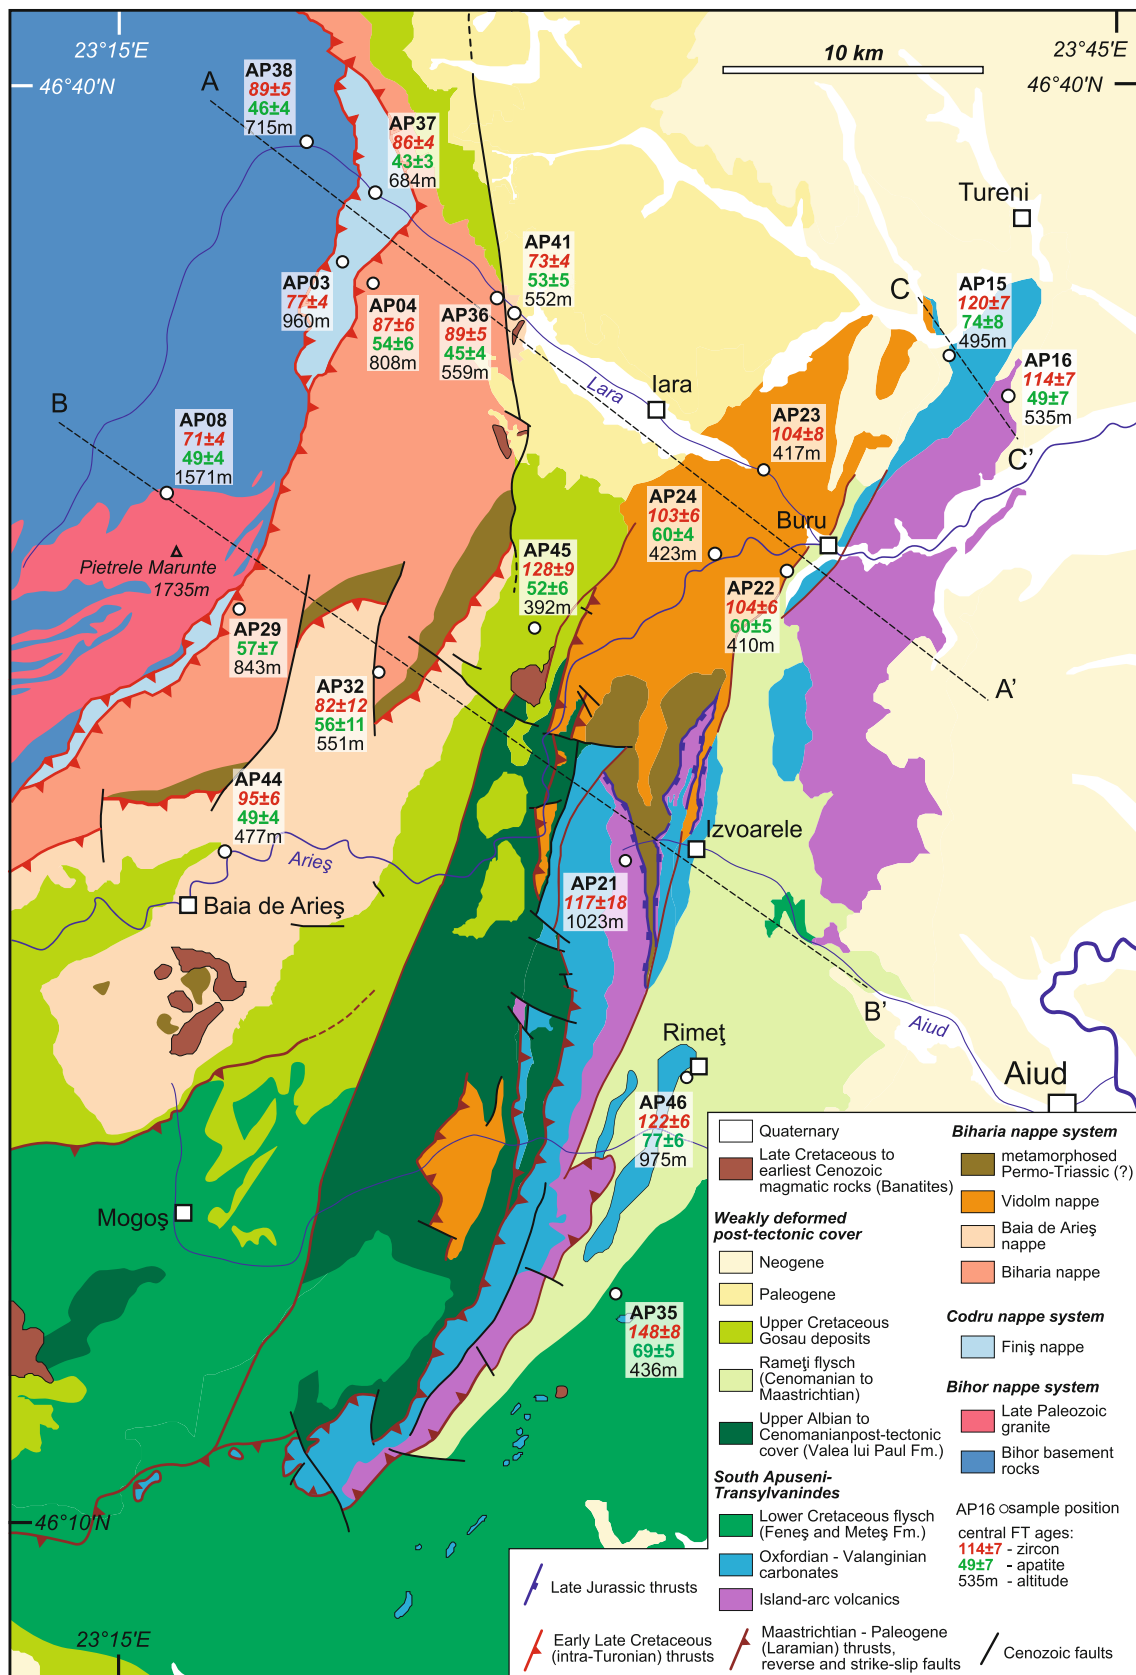 23°15'E
23°45'E
46°40'N
46°40'N
10 km
A
AP38
89±5
46±4
715m
AP37
86±4
43±3
684m
Tureni
AP41
73±4
53±5
552m
AP03
77±4
960m
AP04
87±6
54±6
808m
AP36
89±5
45±4
559m
C
AP15
120±7
74±8
495m
AP16
114±7
49±7
535m
C'
Lara
Iara
B
AP08
71±4
49±4
1571m
AP23
104±8
417m
AP24
103±6
60±4
423m
Buru
Pietrele Marunte
1735m
AP45
128±9
52±6
392m
AP22
104±6
60±5
410m
AP29
57±7
843m
AP32
82±12
56±11
551m
A'
AP44
95±6
49±4
477m
Arieş
Izvoarele
Baia de Arieş
AP21
117±18
1023m
B'
Aiud
Rimeţ
Aiud
AP46
122±6
77±6
975m
Mogoş
AP35
148±8
69±5
436m
46°10'N
23°15'E
Quaternary
Late Cretaceous to
earliest Cenozoic
magmatic rocks (Banatites)
Weakly deformed
post-tectonic cover
Neogene
Paleogene
Upper Cretaceous
Gosau deposits
Rameţi flysch
(Cenomanian to
Maastrichtian)
Upper Albian to
Cenomanianpost-tectonic
cover (Valea lui Paul Fm.)
South Apuseni-
Transylvanindes
Lower Cretaceous flysch
(Feneş and Meteş Fm.)
Oxfordian - Valanginian
carbonates
Island-arc volcanics
Biharia nappe system
metamorphosed
Permo-Triassic (?)
Vidolm nappe
Baia de Arieş
nappe
Biharia nappe
Codru nappe system
Finiş nappe
Bihor nappe system
Late Paleozoic
granite
Bihor basement
rocks
AP16 sample position
central FT ages:
114±7 - zircon
49±7 - apatite
535m - altitude
Late Jurassic thrusts
Early Late Cretaceous
(intra-Turonian) thrusts
Maastrichtian - Paleogene
(Laramian) thrusts,
reverse and strike-slip faults
Cenozoic faults